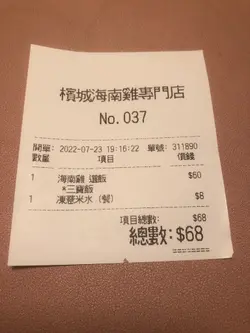 檳城海南雞專門店
No.037
開單: 2022-07-23 19:16:22 單號: 311890
數量 項目 價錢
1 海南雞 選飯 $60
*三寶飯
1 凍薏米水 (餐) $8
項目總數: $68
總數:$68